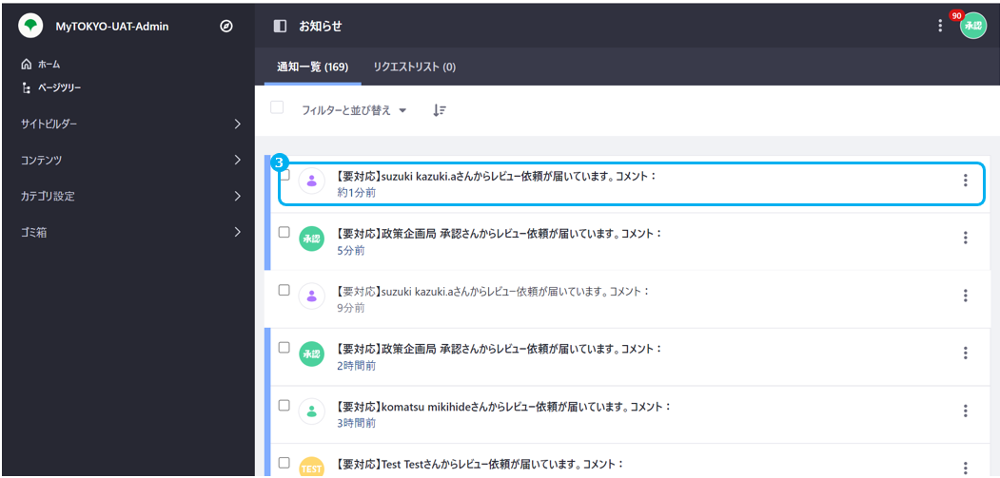 MyTOKYO-UAT-Admin
ホーム
ページツリー
サイトビルダー
コンテンツ
カテゴリ設定
ゴミ箱
お知らせ
90
承認
通知一覧 (169)
リクエストリスト (0)
フィルターと並び替え
3
【要対応】suzuki kazuki.aさんからレビュー依頼が届いています。コメント：
約1分前
承認
【要対応】政策企画局 承認さんからレビュー依頼が届いています。コメント：
5分前
【要対応】suzuki kazuki.aさんからレビュー依頼が届いています。コメント：
9分前
承認
【要対応】政策企画局 承認さんからレビュー依頼が届いています。コメント：
2時間前
【要対応】komatsu mikihideさんからレビュー依頼が届いています。コメント：
3時間前
TEST
【要対応】Test Testさんからレビュー依頼が届いています。コメント：